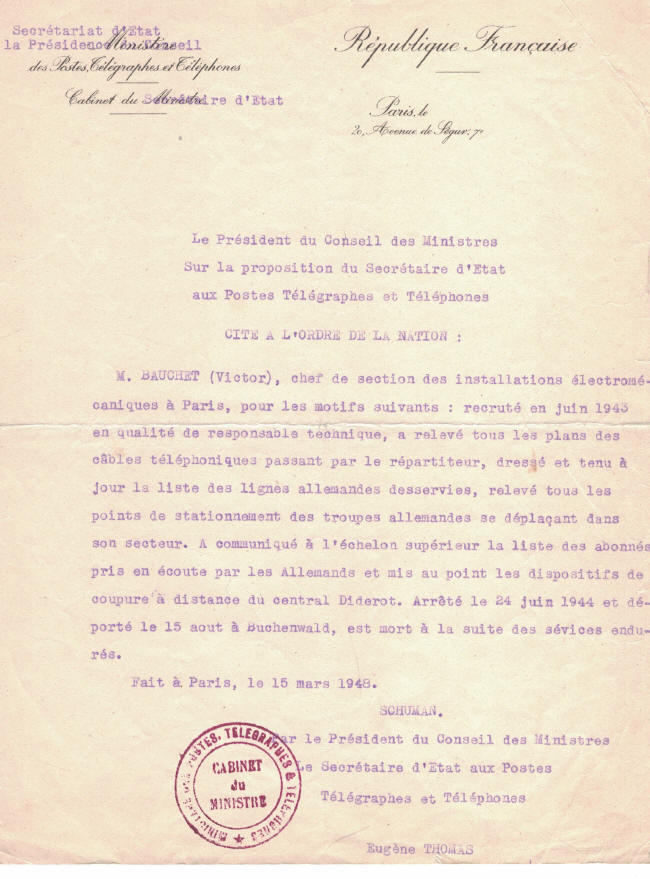 Secrétariat d'Etat
la Présidence du Conseil
Ministère
des Postes, Télégraphes et Téléphones
Cabinet du Ministre
Secrétaire d'Etat
République Française
Paris, le
20, Avenue de Ségur. 7e
Le Président du Conseil des Ministres
Sur la proposition du Secrétaire d'Etat
aux Postes Télégraphes et Téléphones
CITE A L'ORDRE DE LA NATION :
M. BAUCHET (Victor), chef de section des installations électromé-
caniques à Paris, pour les motifs suivants : recruté en juin 1943
en qualité de responsable technique, a relevé tous les plans des
câbles téléphoniques passant par le répartiteur, dressé et tenu à
jour la liste des lignes allemandes desservies, relevé tous les
points de stationnement des troupes allemandes se déplaçant dans
son secteur. A communiqué à l'échelon supérieur la liste des abonnés
pris en écoute par les Allemands et mis au point les dispositifs de
coupure à distance du central Diderot. Arrêté le 24 juin 1944 et dé-
porté le 15 aout à Buchenwald, est mort à la suite des sévices endu-
rés.
Fait à Paris, le 15 mars 1948.
SCHUMAN.
Par le Président du Conseil des Ministres
Le Secrétaire d'Etat aux Postes
Télégraphes et Téléphones
Eugène THOMAS
MINISTERE DES POSTES, TELEGRAPHES & TELEPHONES
CABINET
du
MINISTRE